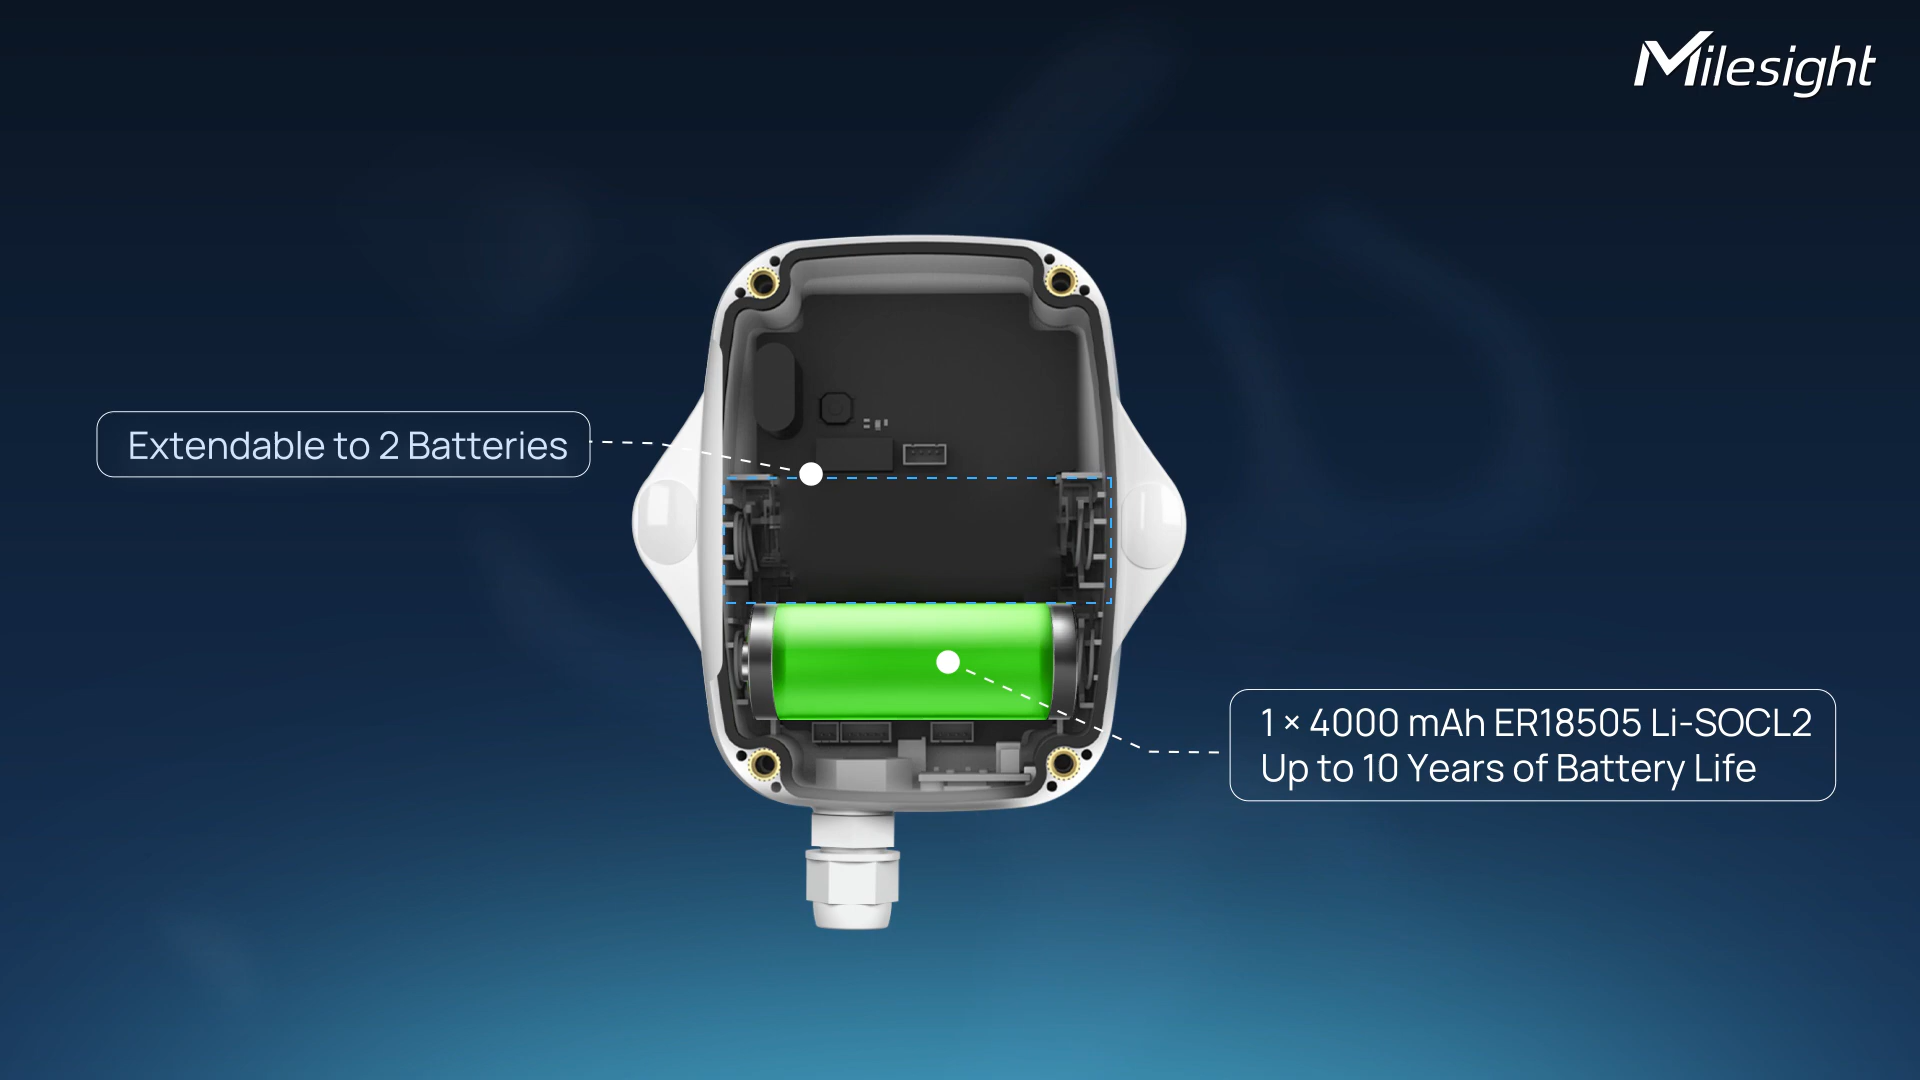 Milesight
Extendable to 2 Batteries
1 × 4000 mAh ER18505 Li-SOCL2
Up to 10 Years of Battery Life